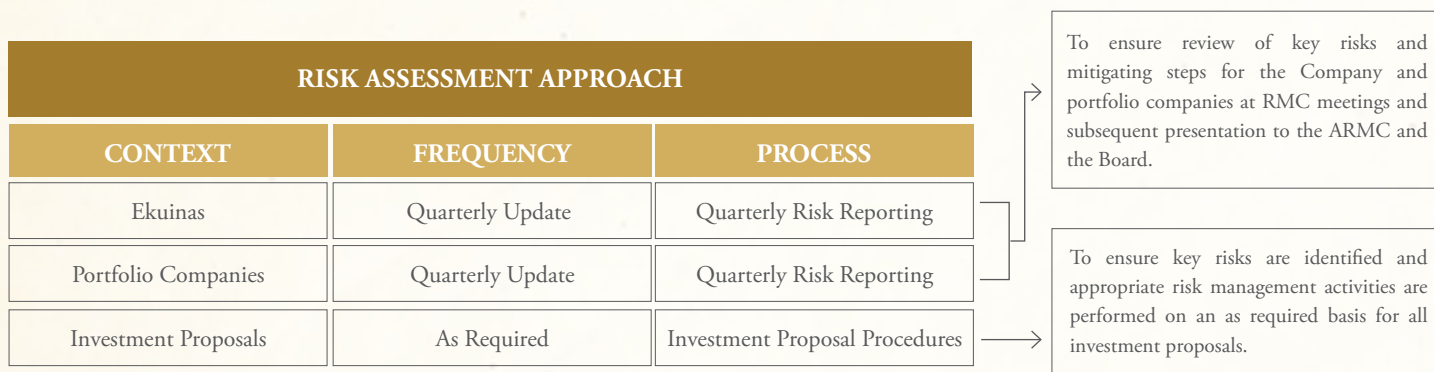 RISK ASSESSMENT APPROACH
CONTEXT FREQUENCY PROCESS
Ekuinas Quarterly Update Quarterly Risk Reporting
Portfolio Companies Quarterly Update Quarterly Risk Reporting
Investment Proposals As Required Investment Proposal Procedures
To ensure review of key risks and
mitigating steps for the Company and
portfolio companies at RMC meetings and
subsequent presentation to the ARMC and
the Board.
To ensure key risks are identified and
appropriate risk management activities are
performed on an as required basis for all
investment proposals.